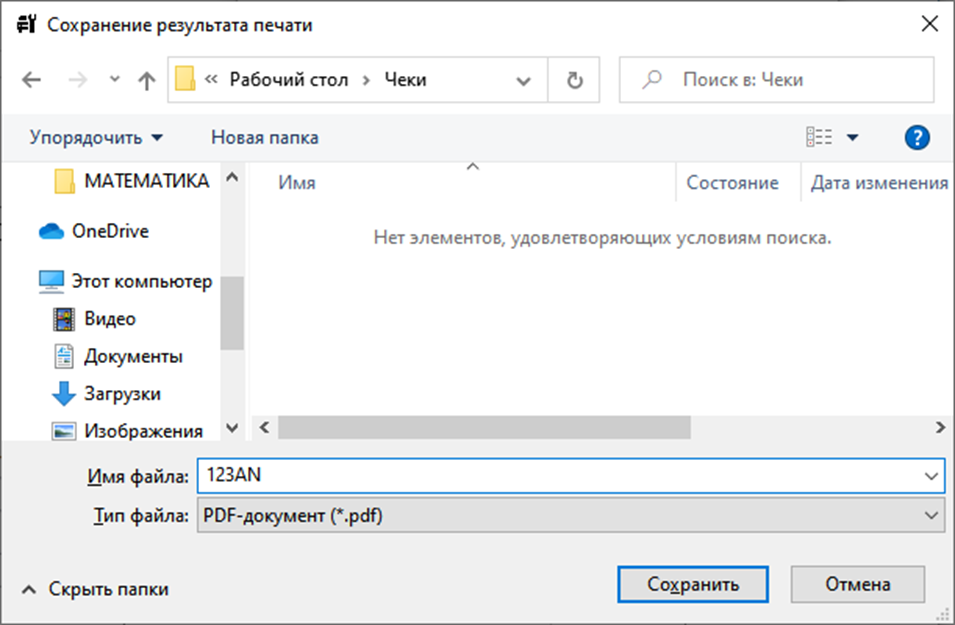 Сохранение результата печати
« Рабочий стол › Чеки
Поиск в: Чеки
Упорядочить
Новая папка
?
МАТЕМАТИКА
OneDrive
Этот компьютер
Видео
Документы
Загрузки
Изображения
Имя
Состояние
Дата изменения
Нет элементов, удовлетворяющих условиям поиска.
Имя файла: 123AN
Тип файла: PDF-документ (*.pdf)
Скрыть папки
Сохранить
Отмена